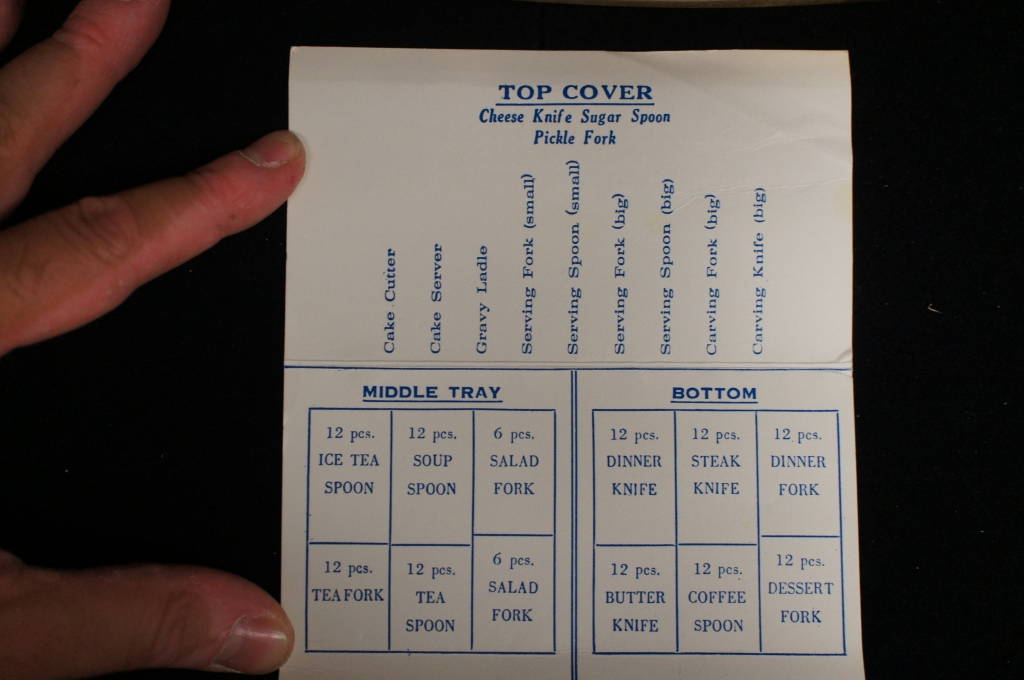 TOP COVER
Cheese Knife Sugar Spoon
Pickle Fork
Cake Cutter
Cake Server
Gravy Ladle
Serving Fork (small)
Serving Spoon (small)
Serving Fork (big)
Serving Spoon (big)
Carving Fork (big)
Carving Knife (big)
MIDDLE TRAY
12 pcs.
ICE TEA
SPOON
12 pcs.
SOUP
SPOON
6 pcs.
SALAD
FORK
12 pcs.
TEA FORK
12 pcs.
TEA
SPOON
6 pcs.
SALAD
FORK
BOTTOM
12 pcs.
DINNER
KNIFE
12 pcs.
STEAK
KNIFE
12 pcs.
DINNER
FORK
12 pcs.
BUTTER
KNIFE
12 pcs.
COFFEE
SPOON
12 pcs.
DESSERT
FORK